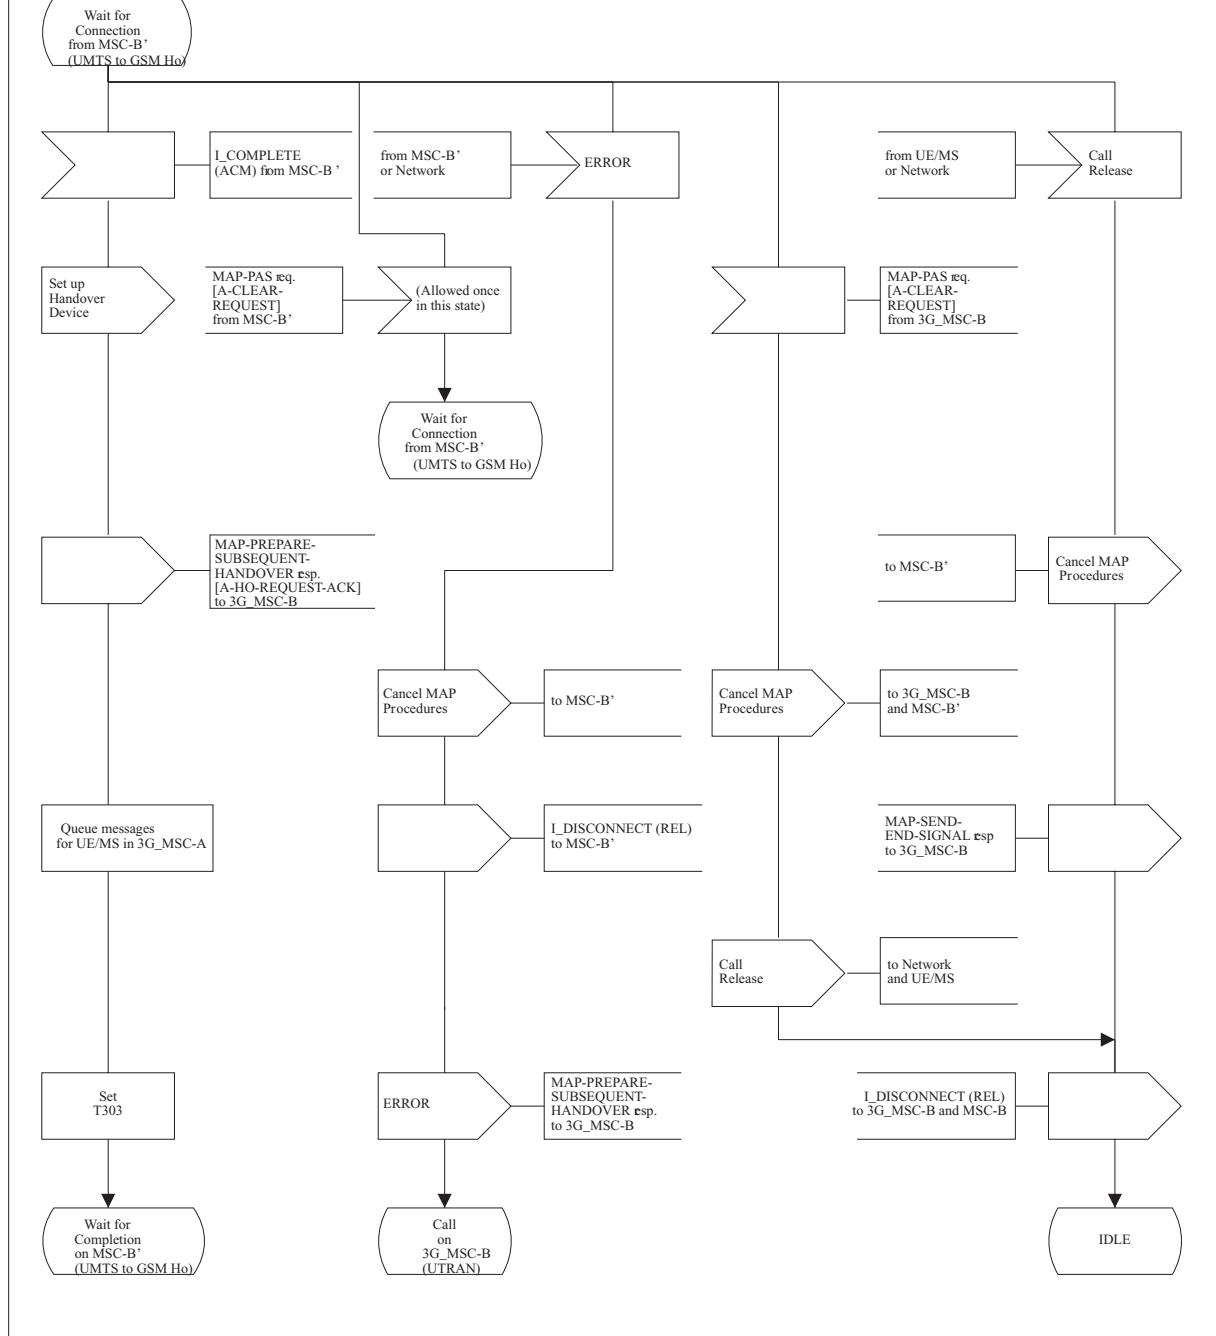 Wait for
Connection
from MSC-B’
(UMTS to GSM Ho)
I_COMPLETE
(ACM) from MSC-B ’
from MSC-B’
or Network
ERROR
from UE/MS
or Network
Call
Release
Set up
Handover
Device
MAP-PAS req.
[A-CLEAR-
REQUEST]
from MSC-B’
(Allowed once
in this state)
MAP-PAS req.
[A-CLEAR-
REQUEST]
from 3G_MSC-B
Wait for
Connection
from MSC-B’
(UMTS to GSM Ho)
MAP-PREPARE-
SUBSEQUENT-
HANDOVER resp.
[A-HO-REQUEST-ACK]
to 3G_MSC-B
to MSC-B’
Cancel MAP
Procedures
Cancel MAP
Procedures
to MSC-B’
Cancel MAP
Procedures
to 3G_MSC-B
and MSC-B’
Queue messages
for UE/MS in 3G_MSC-A
I_DISCONNECT (REL)
to MSC-B’
MAP-SEND-
END-SIGNAL resp
to 3G_MSC-B
Call
Release
to Network
and UE/MS
Set
T303
ERROR
MAP-PREPARE-
SUBSEQUENT-
HANDOVER resp.
to 3G_MSC-B
I_DISCONNECT (REL)
to 3G_MSC-B and MSC-B
Wait for
Completion
on MSC-B’
(UMTS to GSM Ho)
Call
on
3G_MSC-B
(UTRAN)
IDLE